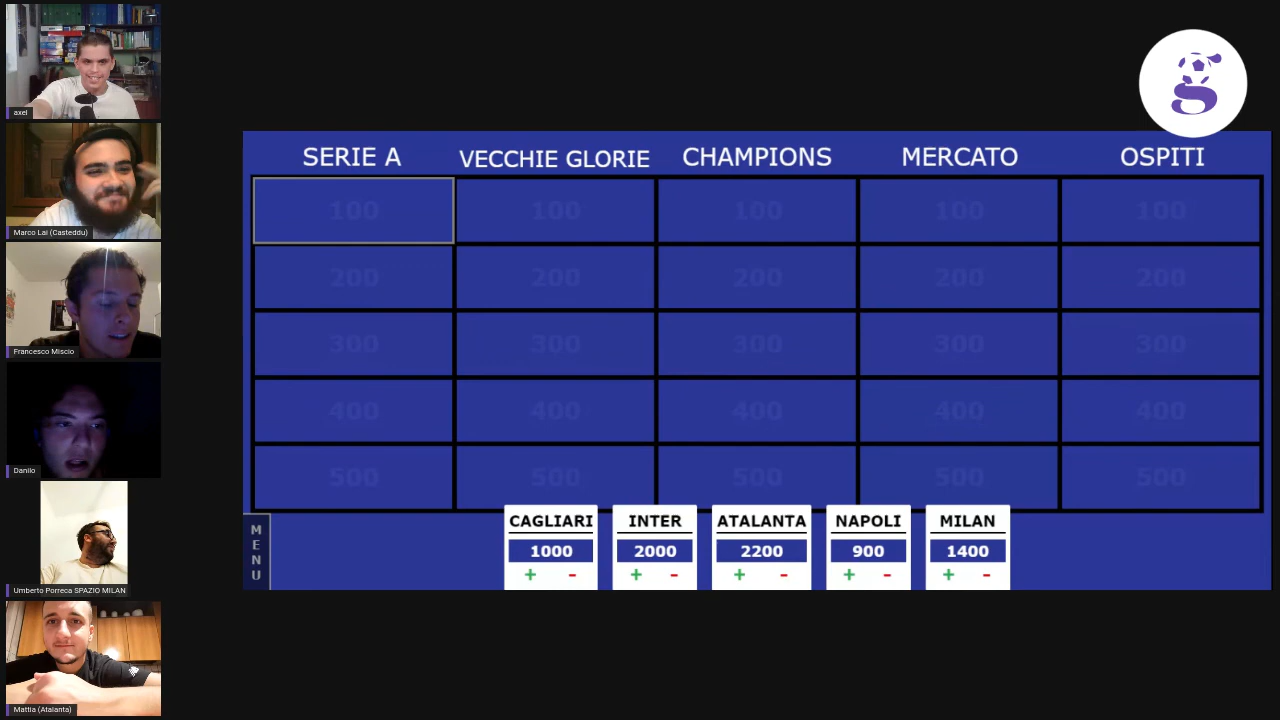 axel
Marco Lai (Casteddu)
Francesco Miscio
Danilo
Umberto Porreca SPAZIO MILAN
Mattia (Atalanta)
g
SERIE A VECCHIE GLORIE CHAMPIONS MERCATO OSPITI
100 100 100 100 100
200 200 200 200 200
300 300 300 300 300
400 400 400 400 400
500 500 500 500 500
MENU
CAGLIARI INTER ATALANTA NAPOLI MILAN
1000 2000 2200 900 1400
+ - + - + - + - + -